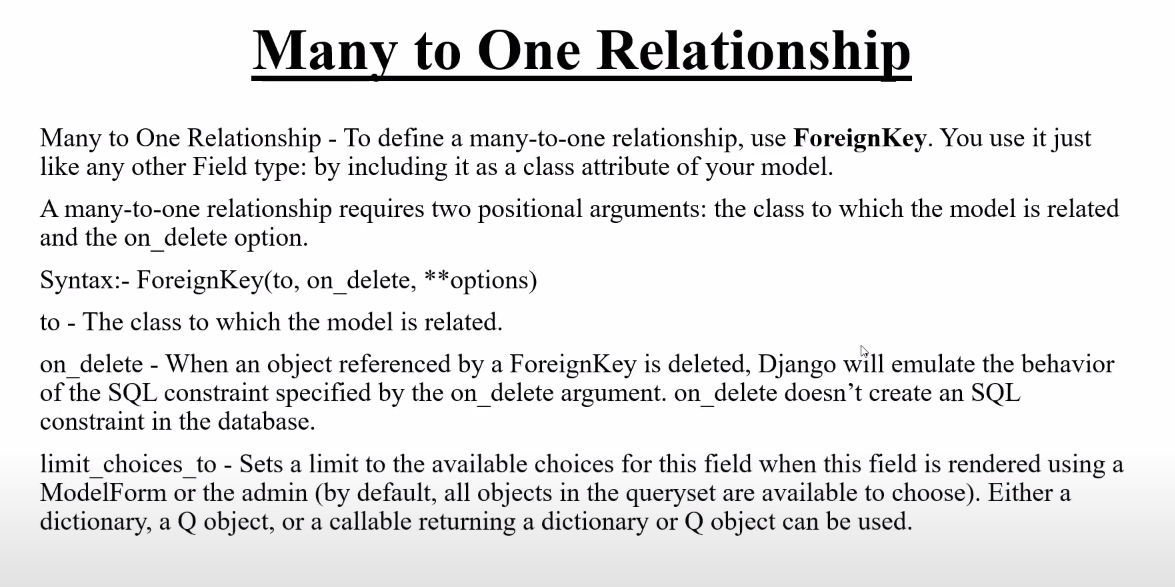 Many to One Relationship
Many to One Relationship - To define a many-to-one relationship, use ForeignKey. You use it just
like any other Field type: by including it as a class attribute of your model.
A many-to-one relationship requires two positional arguments: the class to which the model is related
and the on_delete option.
Syntax:- ForeignKey(to, on_delete, **options)
to - The class to which the model is related.
on_delete - When an object referenced by a ForeignKey is deleted, Django will emulate the behavior
of the SQL constraint specified by the on_delete argument. on_delete doesn’t create an SQL
constraint in the database.
limit_choices_to - Sets a limit to the available choices for this field when this field is rendered using a
ModelForm or the admin (by default, all objects in the queryset are available to choose). Either a
dictionary, a Q object, or a callable returning a dictionary or Q object can be used.